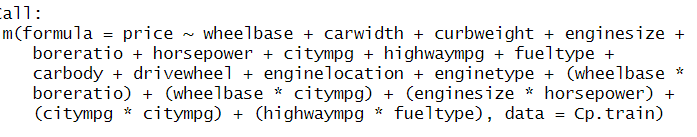 Call:
m(formula = price ~ wheelbase + carwidth + curbweight + enginesize +
boreratio + horsepower + citympg + highwaympg + fueltype +
carbody + drivewheel + enginelocation + enginetype + (wheelbase *
boreratio) + (wheelbase * citympg) + (enginesize * horsepower) +
(citympg * citympg) + (highwaympg * fueltype), data = Cp.train)